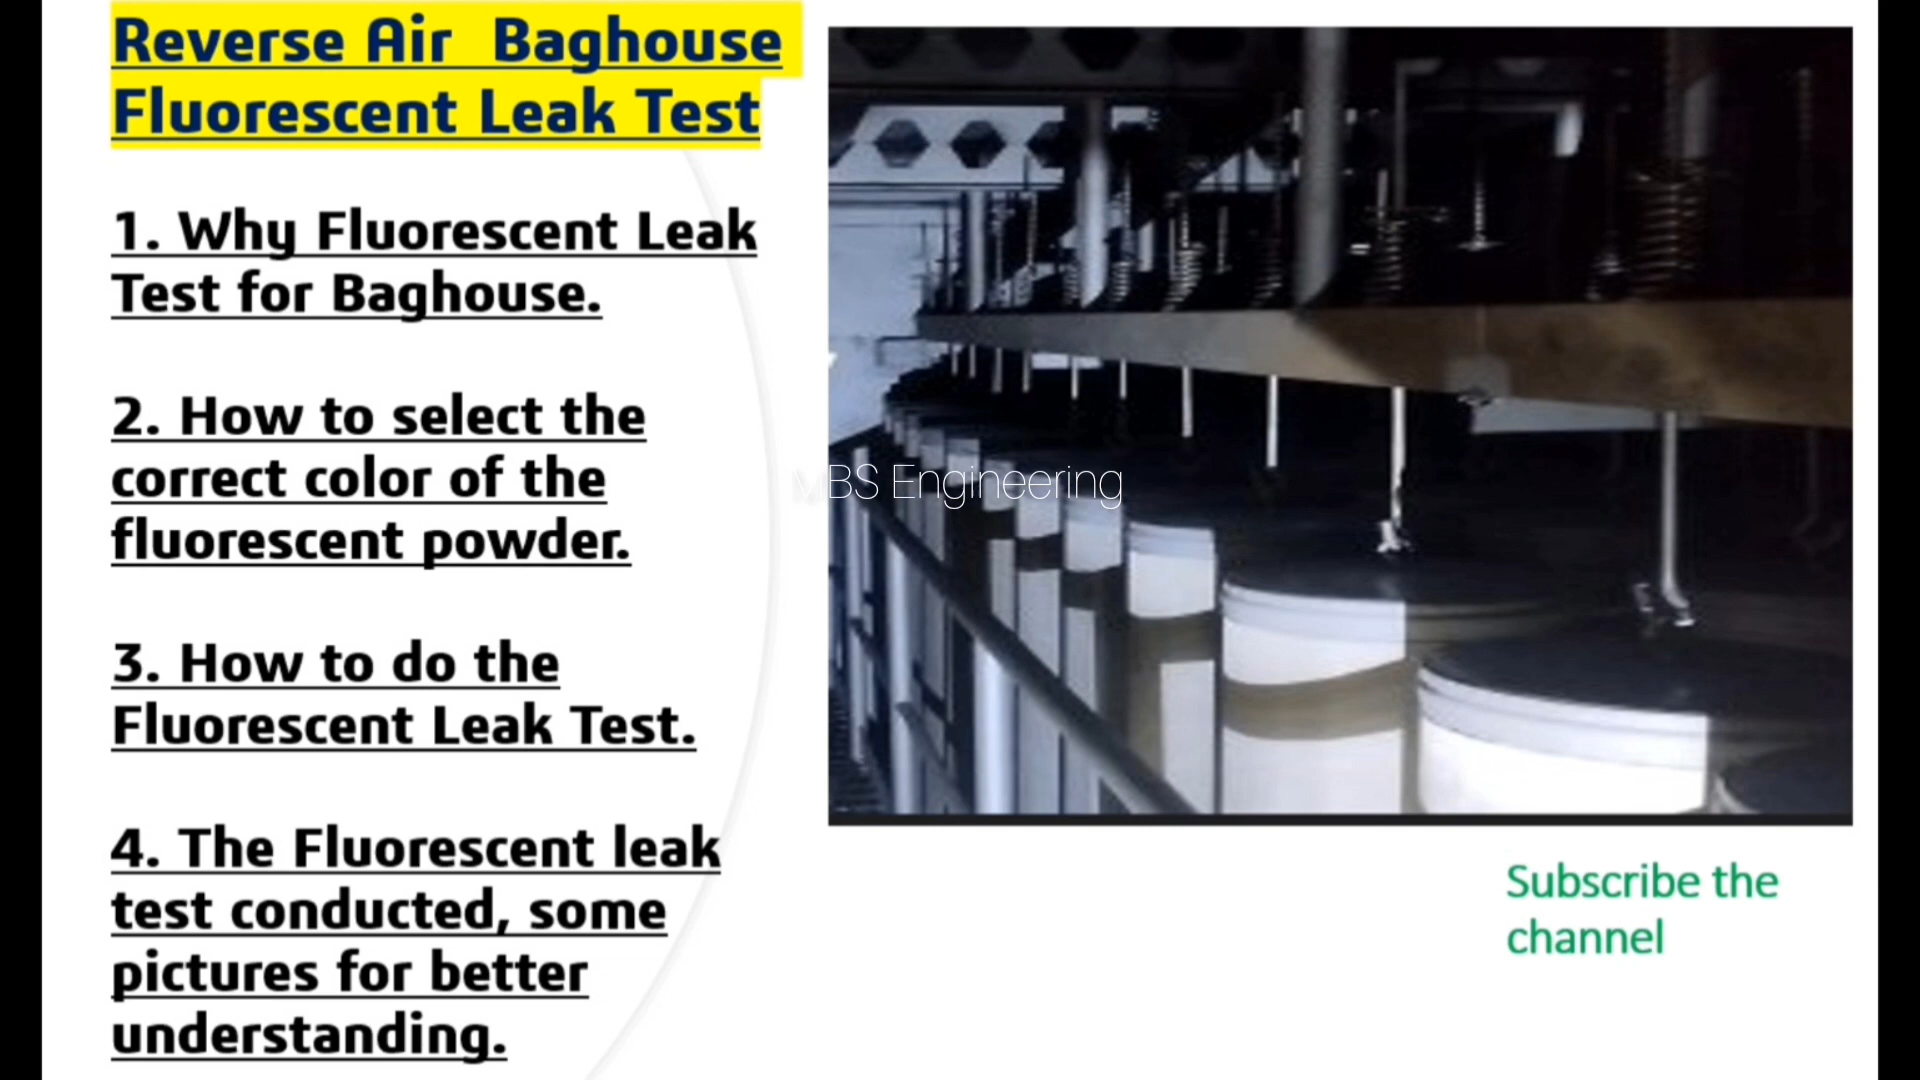 Reverse Air Baghouse
Fluorescent Leak Test
1. Why Fluorescent Leak
Test for Baghouse.
2. How to select the
correct color of the
fluorescent powder.
3. How to do the
Fluorescent Leak Test.
4. The Fluorescent leak
test conducted, some
pictures for better
understanding.
MBS Engineering
Subscribe the
channel